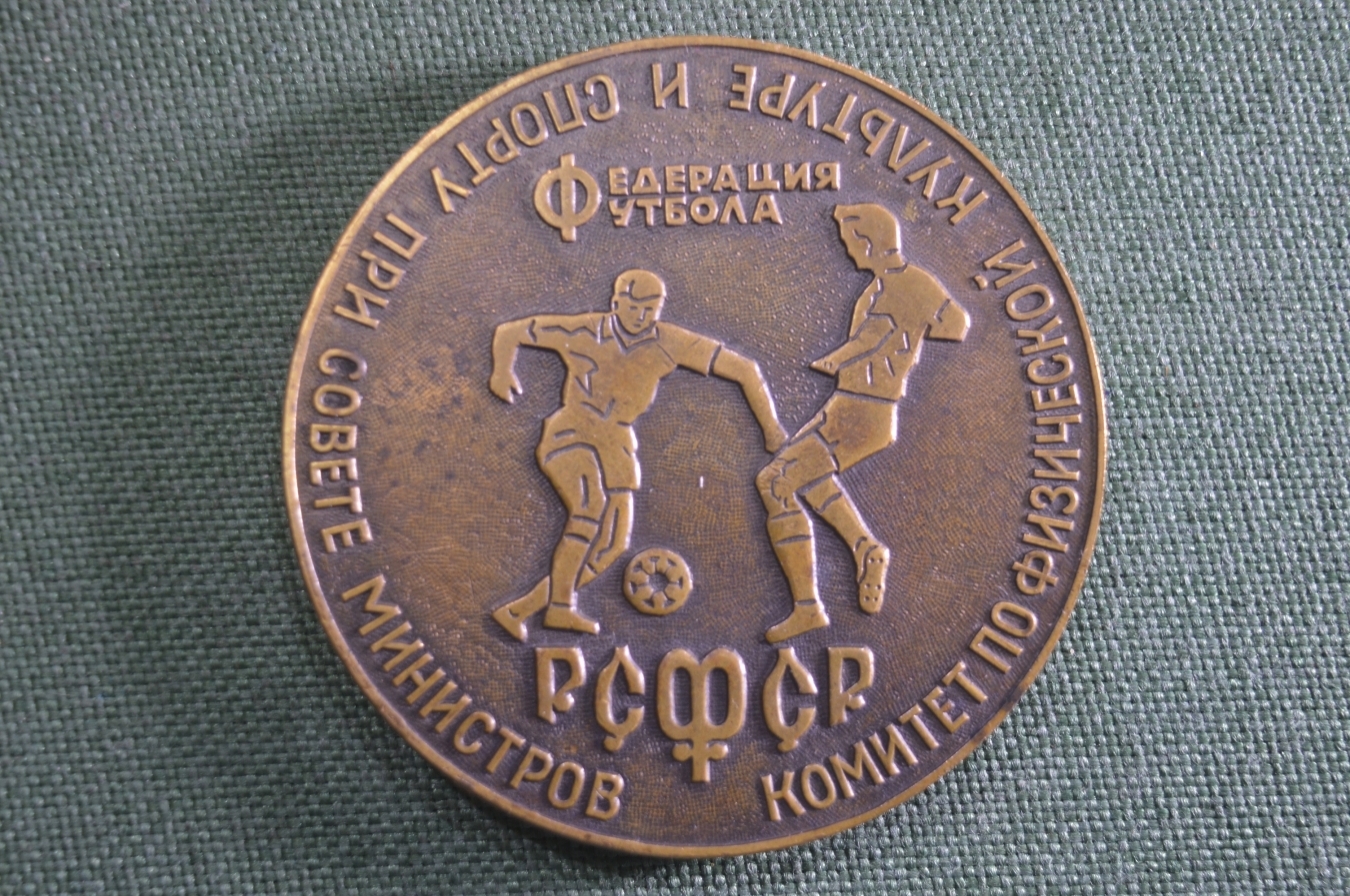 ФЕДЕРАЦИЯ
ФУТБОЛА
РСФСР
КОМИТЕТ ПО ФИЗИЧЕСКОЙ КУЛЬТУРЕ И СПОРТУ ПРИ СОВЕТЕ МИНИСТРОВ